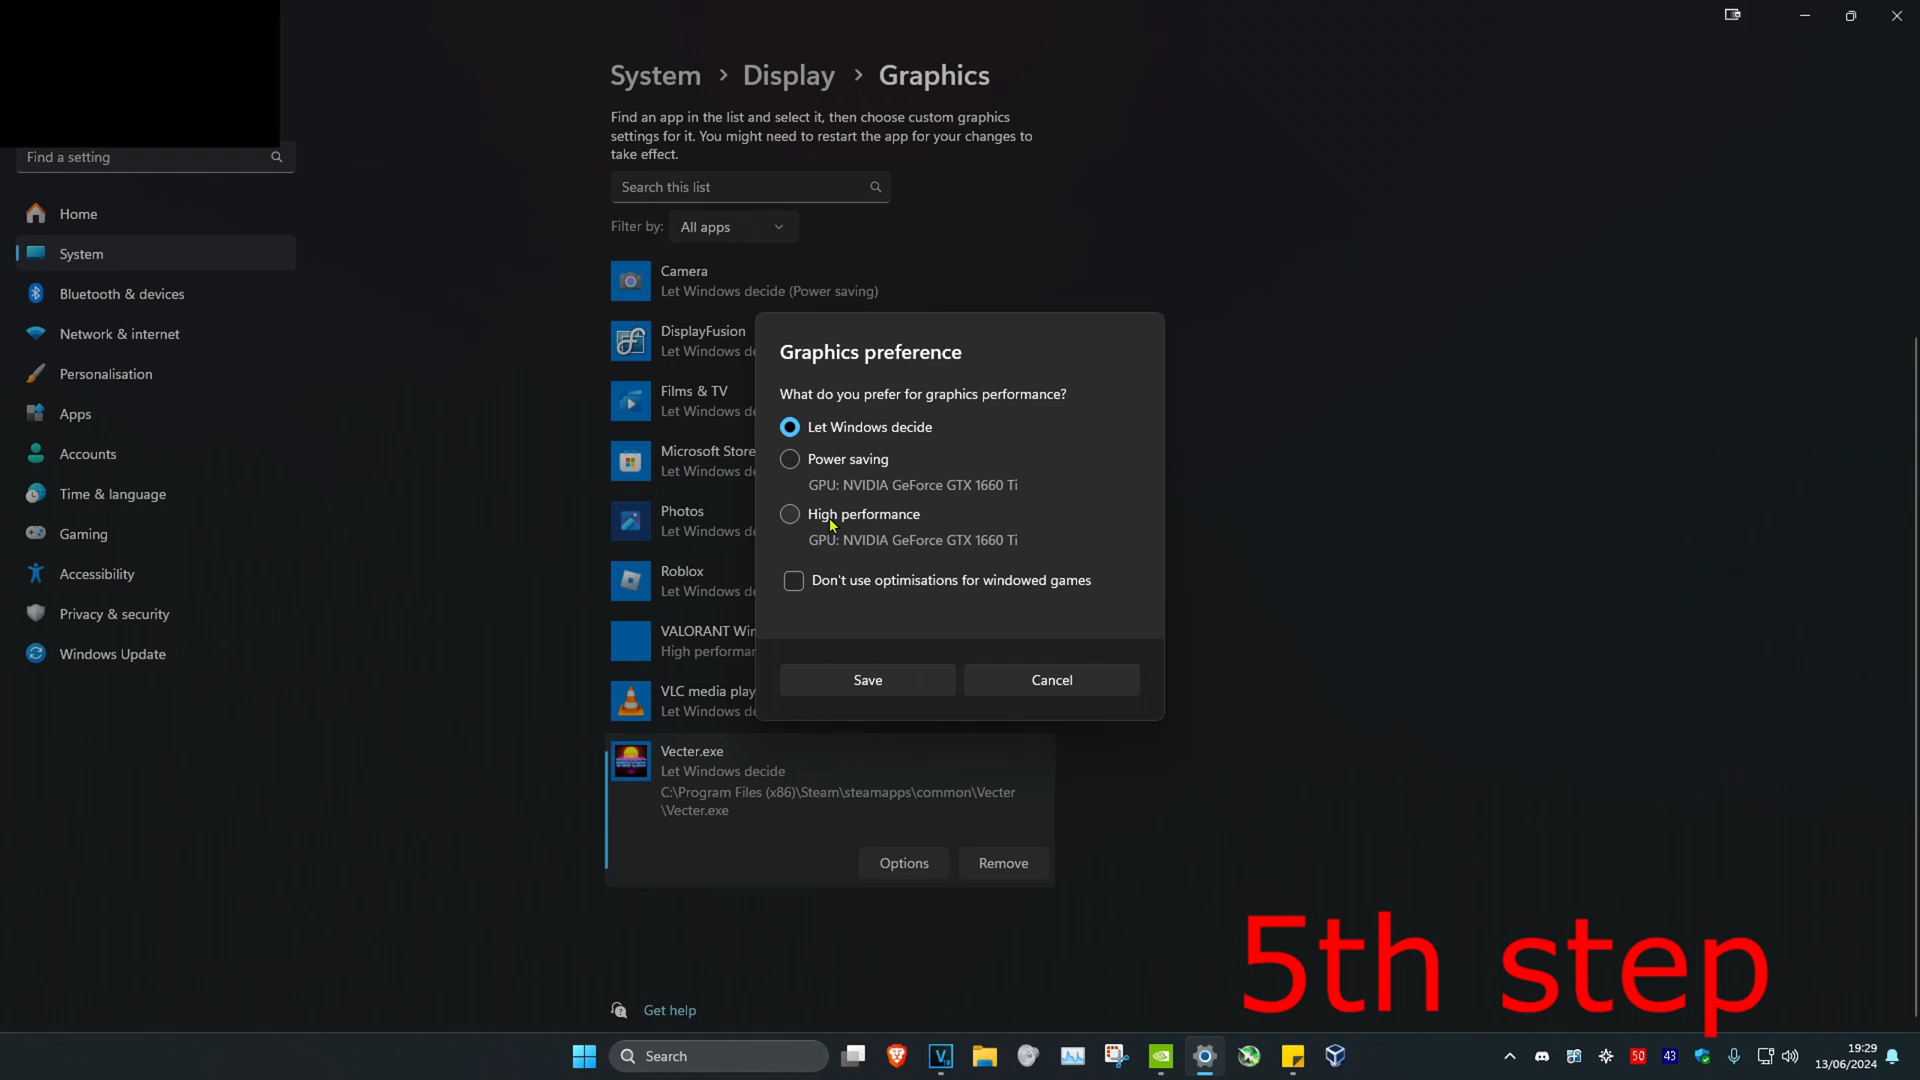 System > Display > Graphics
Find an app in the list and select it, then choose custom graphics
settings for it. You might need to restart the app for your changes to
take effect.
Find a setting
Search this list
Filter by: All apps
Home
System
Bluetooth & devices
Network & internet
Personalisation
Apps
Accounts
Time & language
Gaming
Accessibility
Privacy & security
Windows Update
Camera
Let Windows decide (Power saving)
DisplayFusion
Let Windows de
Films & TV
Let Windows de
Microsoft Store
Let Windows de
Photos
Let Windows de
Roblox
Let Windows de
VALORANT Win
High performan
VLC media play
Let Windows de
Vecter.exe
Let Windows decide
C:\Program Files (x86)\Steam\steamapps\common\Vecter
\Vecter.exe
Options Remove
Graphics preference
What do you prefer for graphics performance?
Let Windows decide
Power saving
GPU: NVIDIA GeForce GTX 1660 Ti
High performance
GPU: NVIDIA GeForce GTX 1660 Ti
Don't use optimisations for windowed games
Save Cancel
Get help
5th step
Search
50 43
19:29
13/06/2024